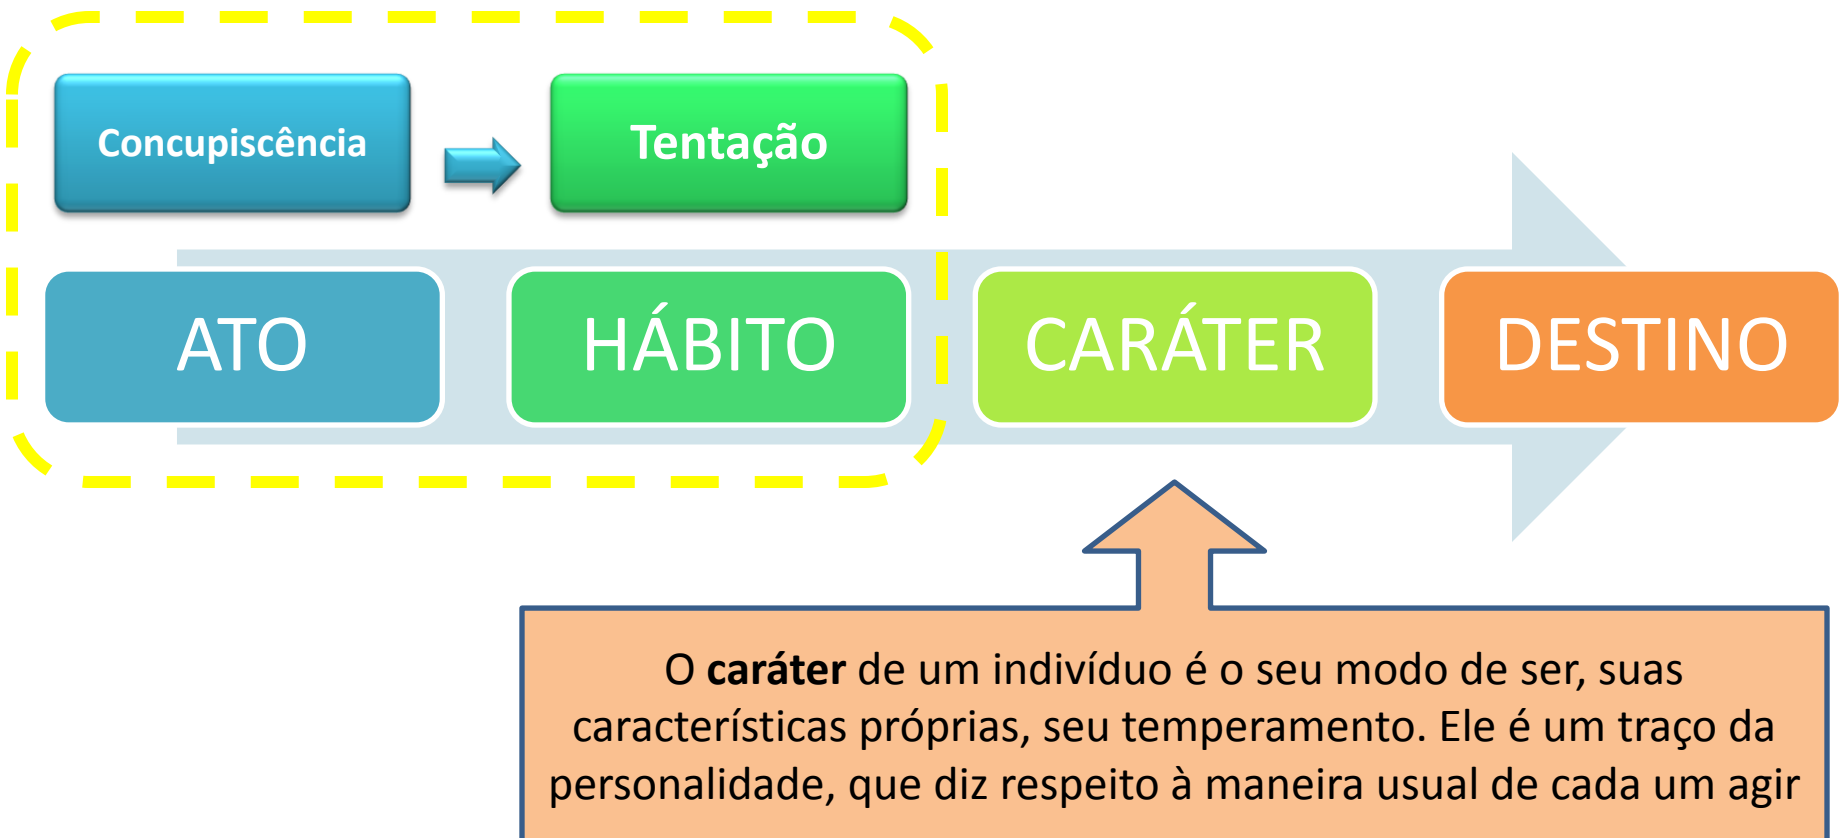 Concupiscência
Tentação
ATO
HÁBITO
CARÁTER
DESTINO
O caráter de um indivíduo é o seu modo de ser, suas
características próprias, seu temperamento. Ele é um traço da
personalidade, que diz respeito à maneira usual de cada um agir